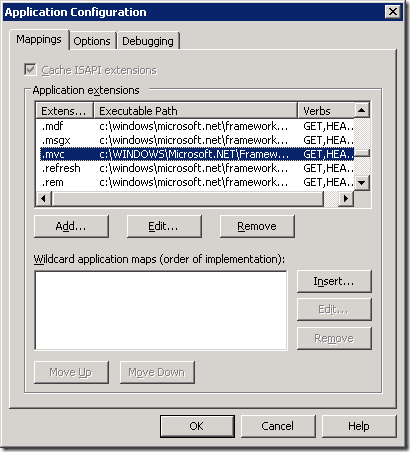 Application Configuration
Mappings Options Debugging
Cache ISAPI extensions
Application extensions
Extens... Executable Path Verbs
.mdf c:\windows\microsoft.net\framework... GET,HEA...
.msgx c:\windows\microsoft.net\framework... GET,HEA...
.mvc c:\WINDOWS\Microsoft.NET\Framew... GET,HEA...
.refresh c:\windows\microsoft.net\framework... GET,HEA...
.rem c:\windows\microsoft.net\framework... GET,HEA...
Add... Edit... Remove
Wildcard application maps (order of implementation):
Insert...
Edit...
Remove
Move Up Move Down
OK Cancel Help